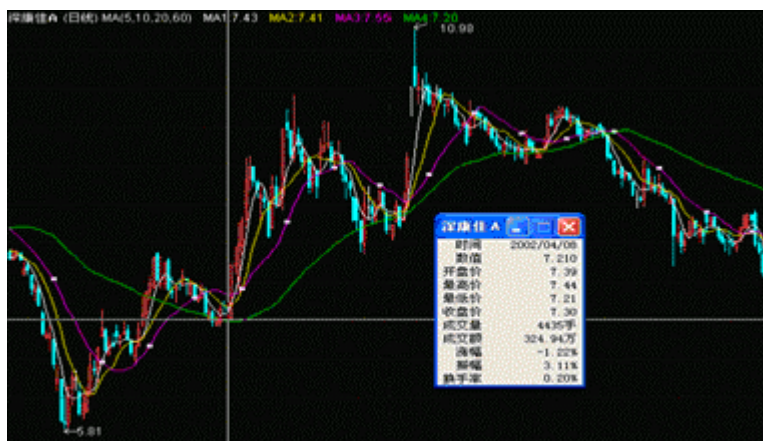 深康佳A (日线) MA(5,10,20,60) MA1:7.43 MA2:7.41 MA3:7.55 MA4:7.20
10.98
深康佳A
时间 2002/04/08
数值 7.210
开盘价 7.39
最高价 7.44
最低价 7.21
收盘价 7.30
成交量 4435手
成交额 324.94万
涨幅 -1.22%
振幅 3.11%
换手率 0.20%
5.81